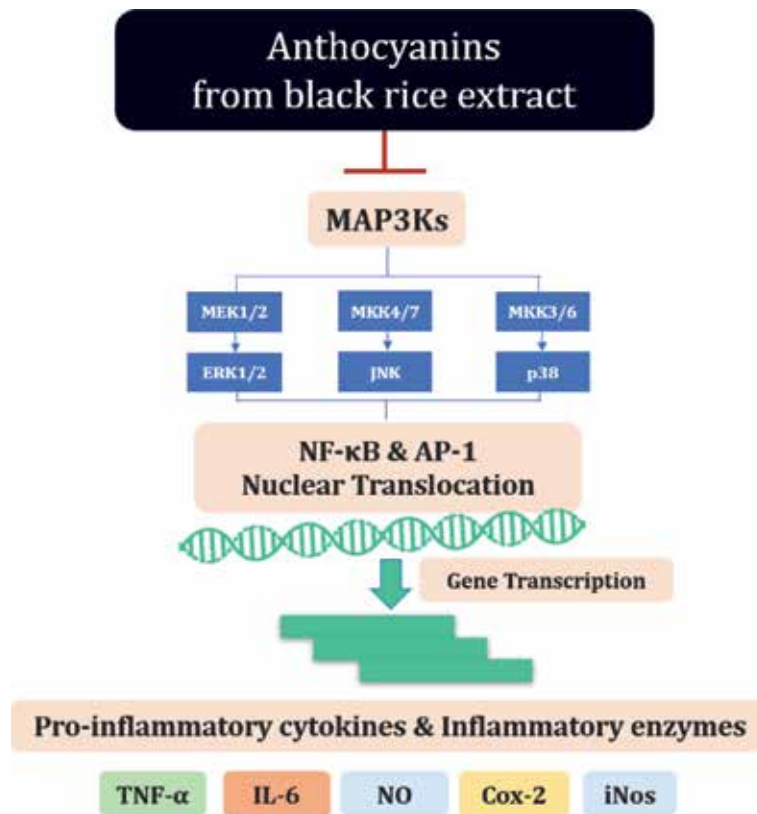 Anthocyanins
from black rice extract
MAP3Ks
MEK1/2
MKK4/7
MKK3/6
ERK1/2
JNK
p38
NF-κB & AP-1
Nuclear Translocation
Gene Transcription
Pro-inflammatory cytokines & Inflammatory enzymes
TNF-α
IL-6
NO
Cox-2
iNos